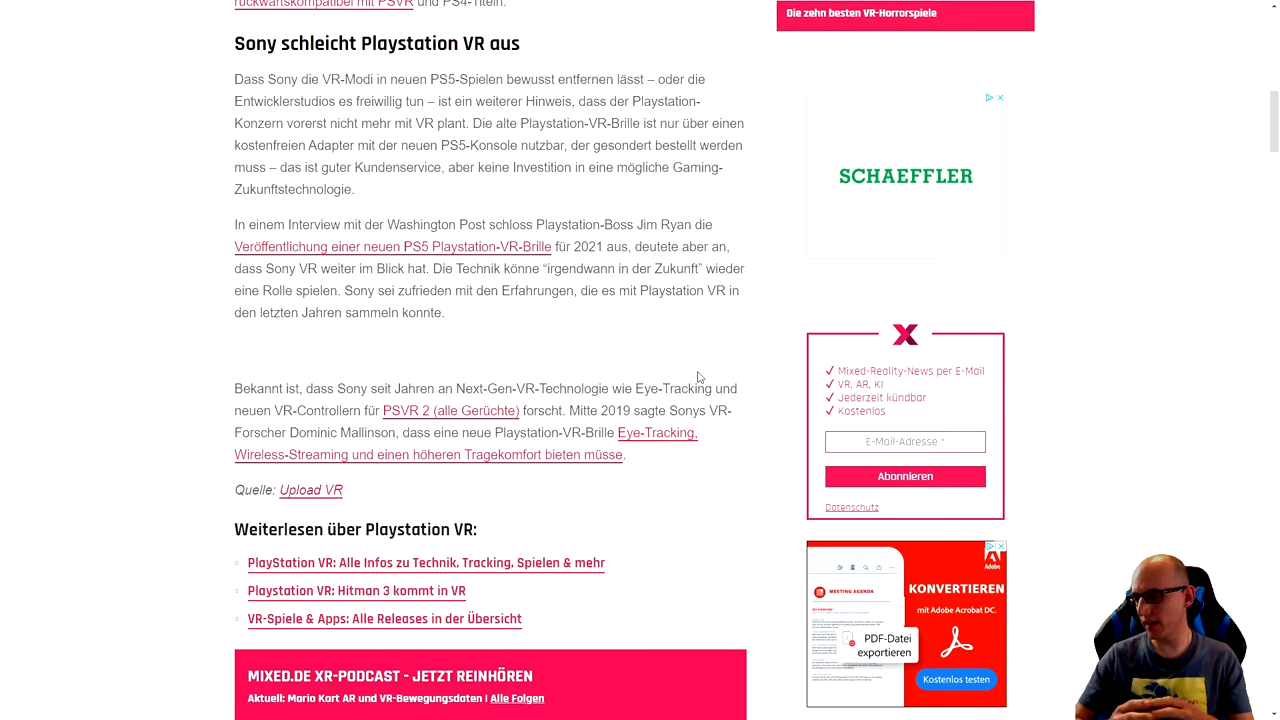 rückwärtskompatibel mit PSVR und PS4-Titeln.
Sony schleicht Playstation VR aus
Dass Sony die VR-Modi in neuen PS5-Spielen bewusst entfernen lässt – oder die
Entwicklerstudios es freiwillig tun – ist ein weiterer Hinweis, dass der Playstation-
Konzern vorerst nicht mehr mit VR plant. Die alte Playstation-VR-Brille ist nur über einen
kostenfreien Adapter mit der neuen PS5-Konsole nutzbar, der gesondert bestellt werden
muss – das ist guter Kundenservice, aber keine Investition in eine mögliche Gaming-
Zukunftstechnologie.
In einem Interview mit der Washington Post schloss Playstation-Boss Jim Ryan die
Veröffentlichung einer neuen PS5 Playstation-VR-Brille für 2021 aus, deutete aber an,
dass Sony VR weiter im Blick hat. Die Technik könne “irgendwann in der Zukunft” wieder
eine Rolle spielen. Sony sei zufrieden mit den Erfahrungen, die es mit Playstation VR in
den letzten Jahren sammeln konnte.
Bekannt ist, dass Sony seit Jahren an Next-Gen-VR-Technologie wie Eye-Tracking und
neuen VR-Controllern für PSVR 2 (alle Gerüchte) forscht. Mitte 2019 sagte Sonys VR-
Forscher Dominic Mallinson, dass eine neue Playstation-VR-Brille Eye-Tracking,
Wireless-Streaming und einen höheren Tragekomfort bieten müsse.
Quelle: Upload VR
Weiterlesen über Playstation VR:
PlayStation VR: Alle Infos zu Technik, Tracking, Spielen & mehr
Playstation VR: Hitman 3 kommt in VR
VR-Spiele & Apps: Alle Releases in der Übersicht
MIXED.DE XR-PODCAST - JETZT REINHÖREN
Aktuell: Mario Kart AR und VR-Bewegungsdaten | Alle Folgen
Die zehn besten VR-Horrorspiele
SCHAEFFLER
X
✓ Mixed-Reality-News per E-Mail
✓ VR, AR, KI
✓ Jederzeit kündbar
✓ Kostenlos
E-Mail-Adresse *
Abonnieren
Datenschutz
Adobe
MEETING AGENDA
KONVERTIEREN
mit Adobe Acrobat DC.
PDF-Datei
exportieren
Kostenlos testen